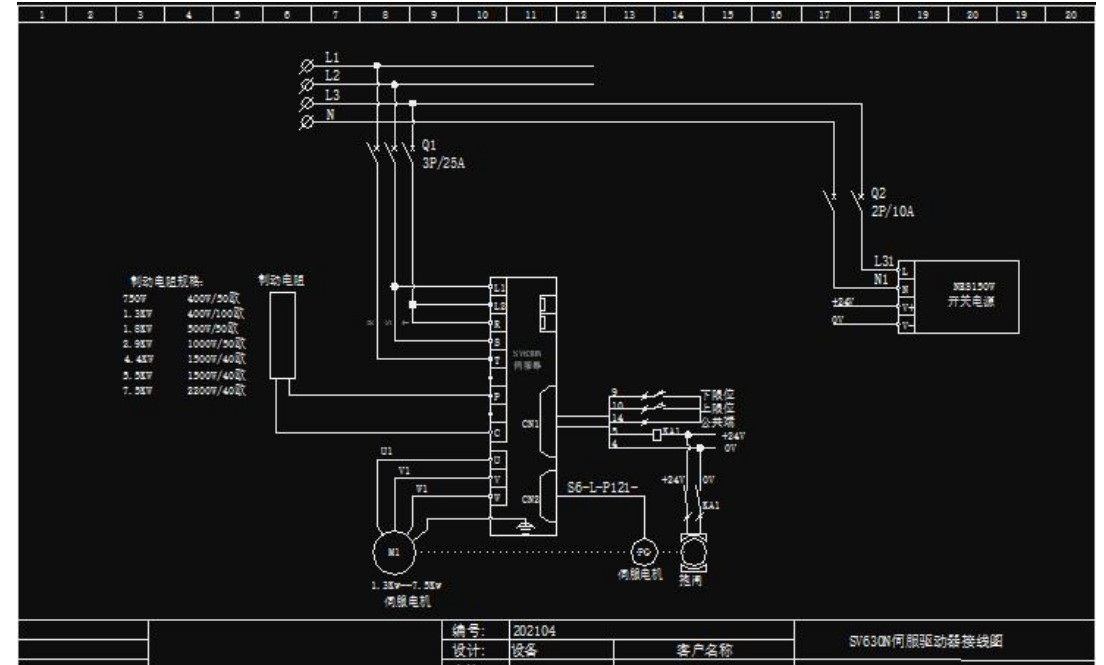 1 2 3 4 5 6 7 8 9 10 11 12 13 14 15 16 17 18 19 20 19 20
L1
L2
L3
N
Q1
3P/25A
Q2
2P/10A
L31
N1
+24V
0V
L
N
V+
V-
NES150W
开关电源
制动电阻规格:
750W 400W/50欧
1.3KW 400W/100欧
1.8KW 500W/50欧
2.9KW 1000W/50欧
4.4KW 1500W/40欧
5.5KW 1500W/40欧
7.5KW 2200W/40欧
制动电阻
R S T
L1
L2
R
S
T
P
C
U
V
W
SV630N
伺服器
CN1
CN2
9 下限位
10 上限位
14 公共端
5 KA1 +24V
4 0V
+24V 0V
KA1
U1
V1
W1
S6-L-P121-
M1
PG
1.3Kw--7.5Kw
伺服电机
伺服电机
抱闸
编号: 202104
设计: 设备 客户名称
SV630N伺服驱动器接线图